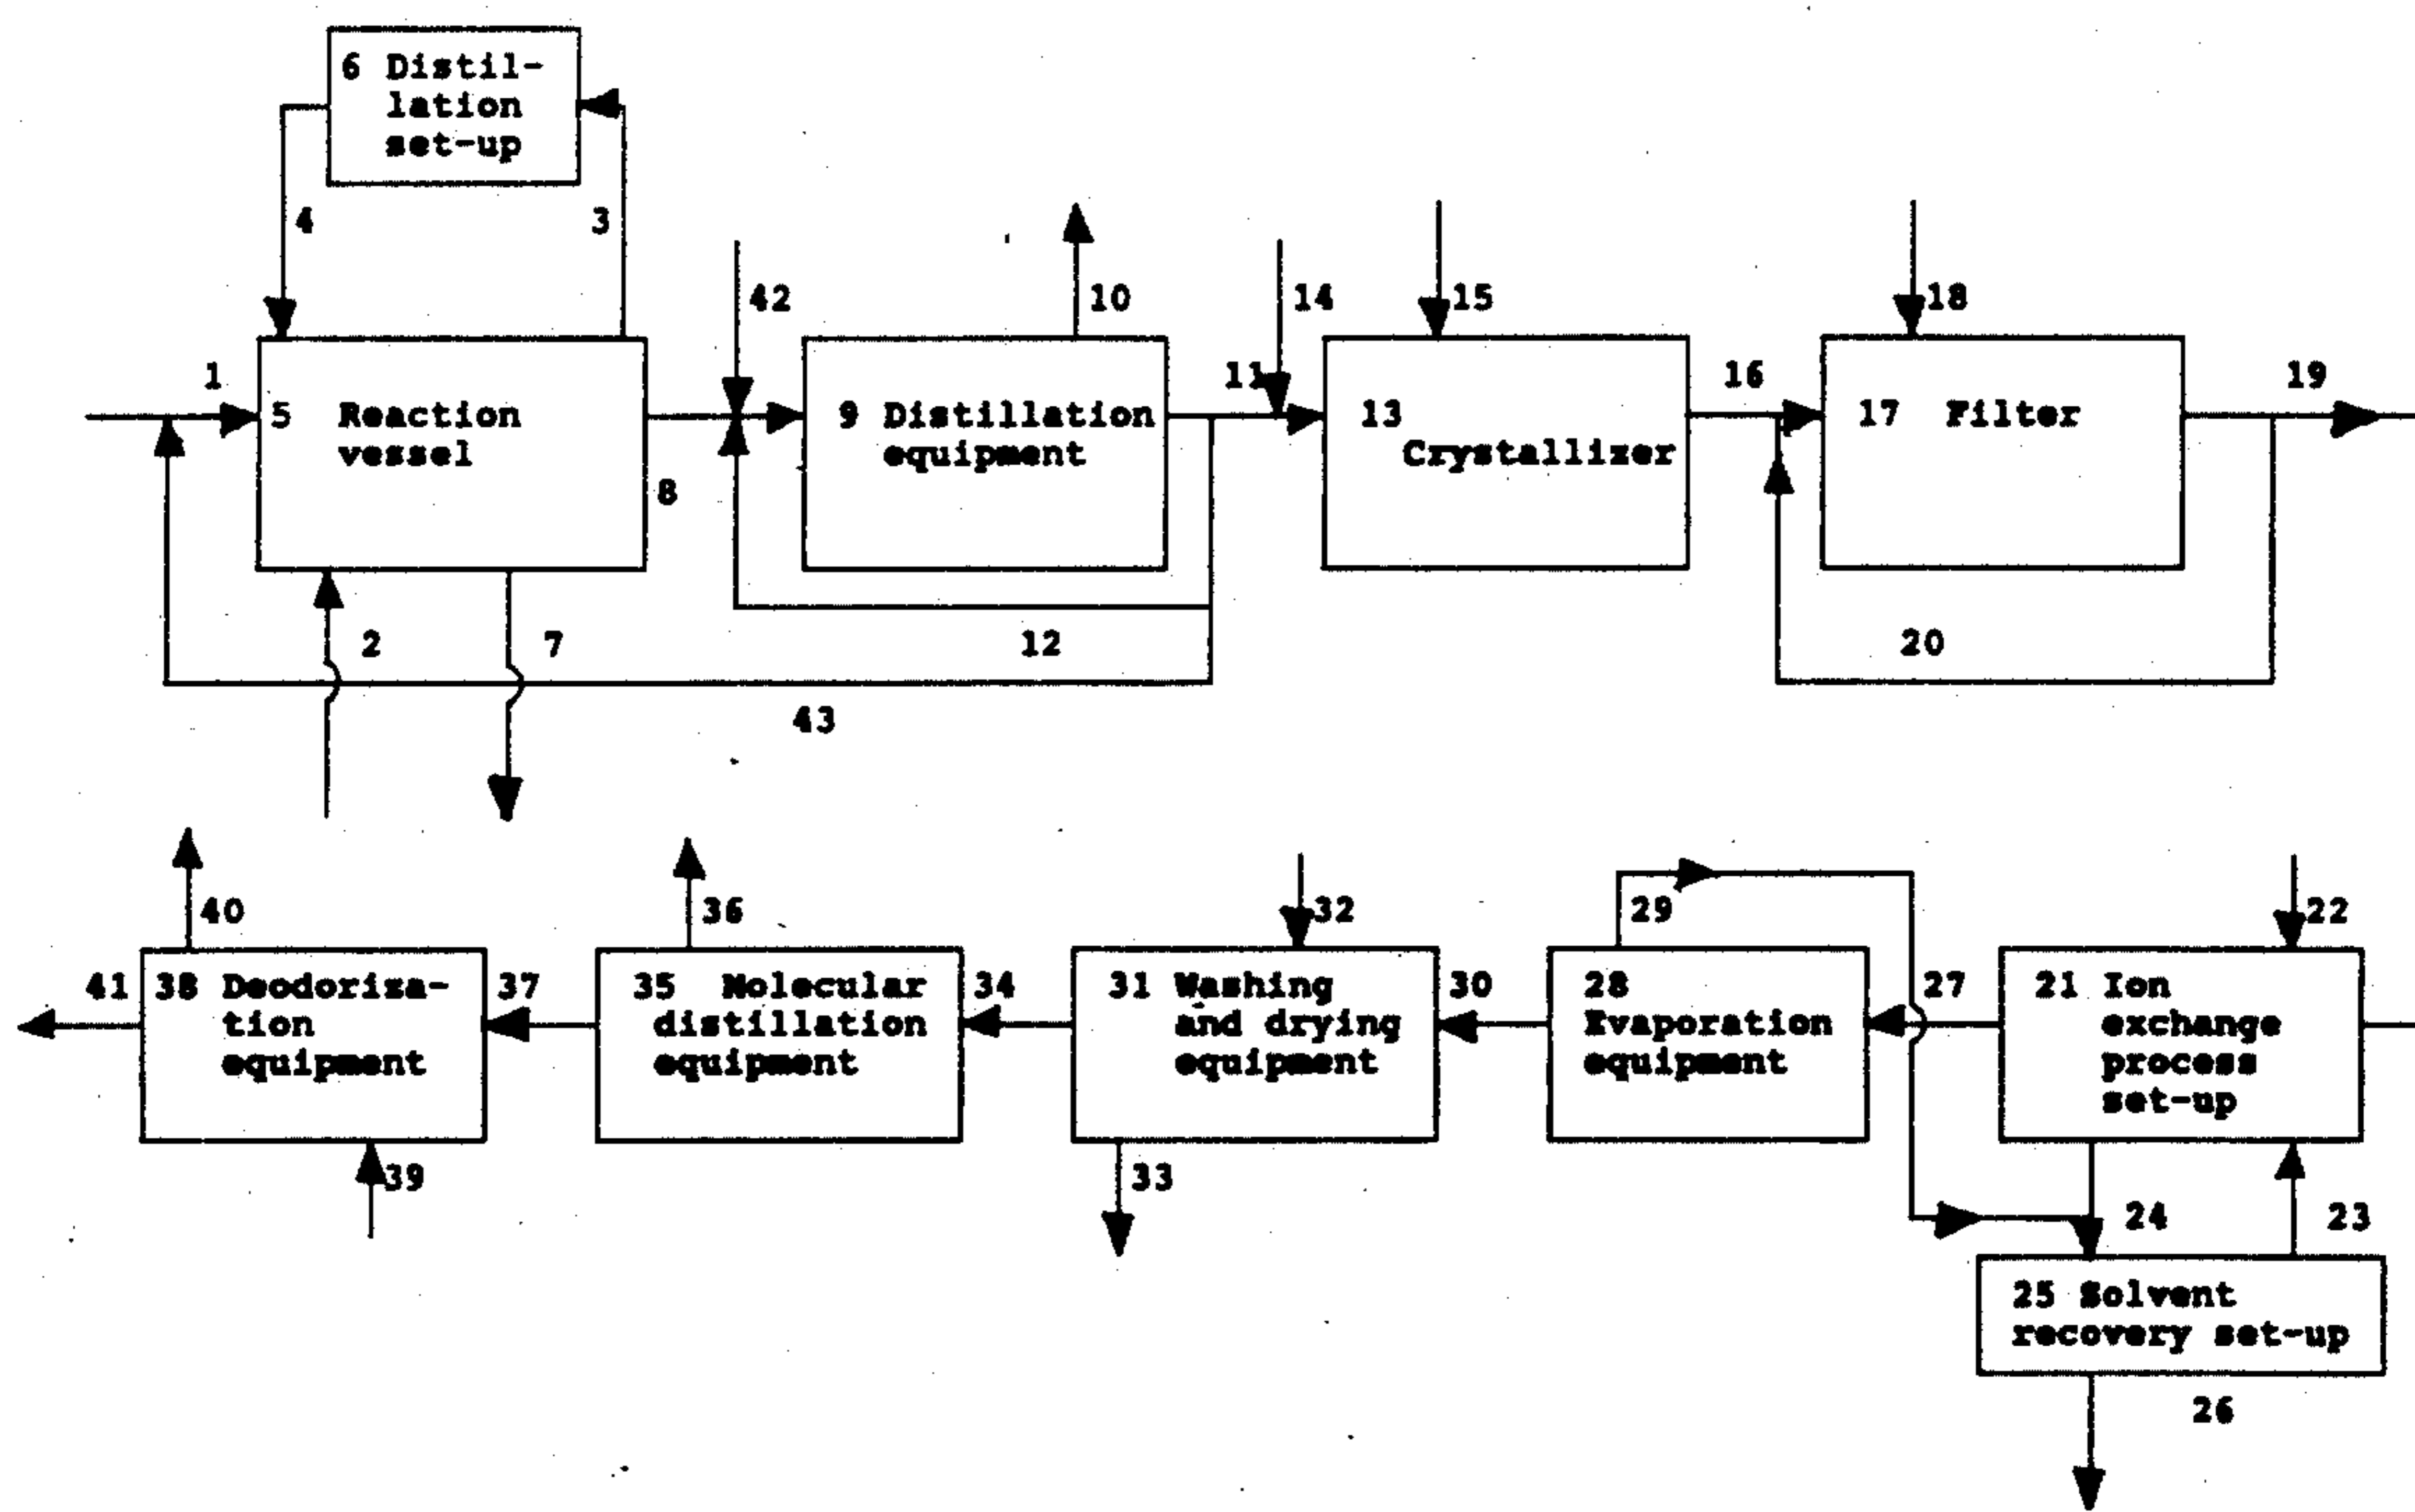 6 Distil-
lation
set-up
4
3
42
10
14
15
18
1
11
16
19
5 Reaction
vessel
9 Distillation
equipment
13
Crystallizer
17 Filter
8
2
7
12
20
43
40
36
32
29
22
41
38 Deodoriza-
tion
equipment
37
35 Molecular
distillation
equipment
34
31 Washing
and drying
equipment
30
28
Evaporation
equipment
27
21 Ion
exchange
process
set-up
39
33
24
23
25 Solvent
recovery set-up
26